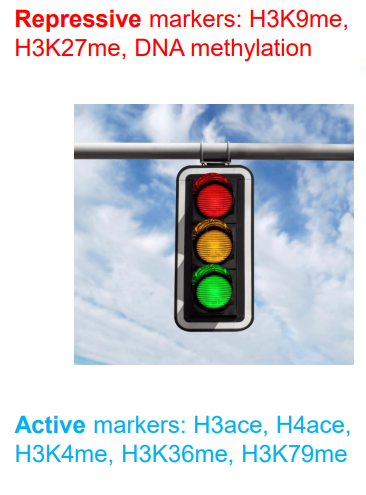 Repressive markers: H3K9me,
H3K27me, DNA methylation
Active markers: H3ace, H4ace,
H3K4me, H3K36me, H3K79me